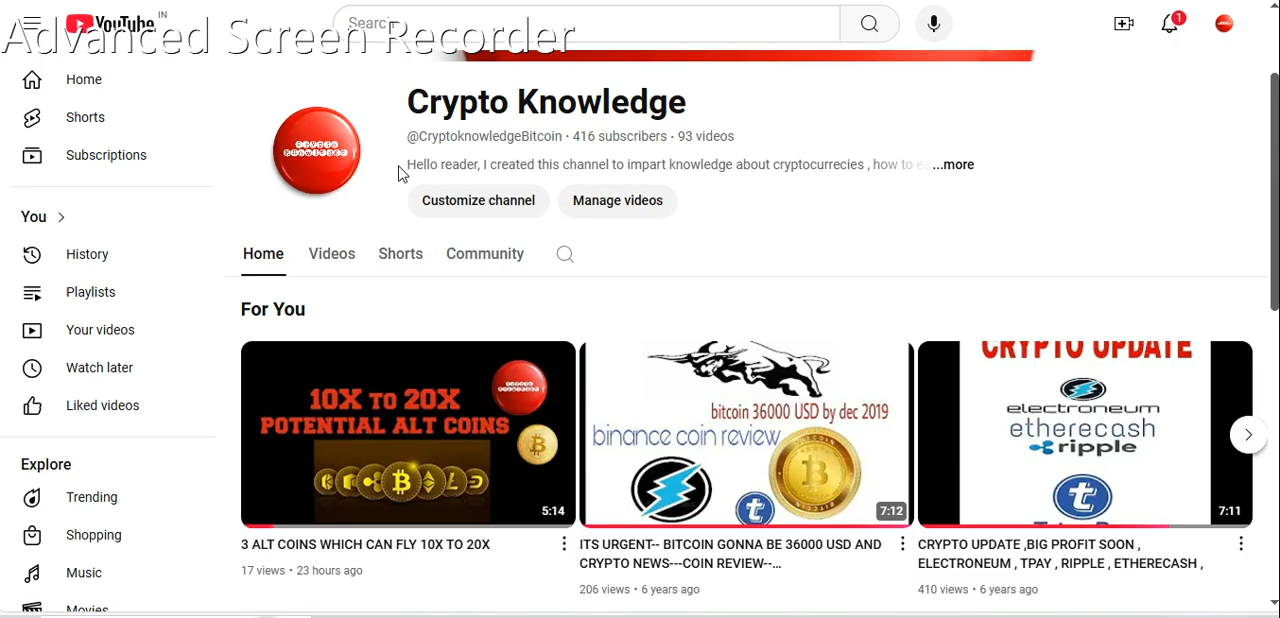 Advanced Screen Recorder
YouTube IN
Search
1
Home
Shorts
Subscriptions
You
History
Playlists
Your videos
Watch later
Liked videos
Explore
Trending
Shopping
Music
Movies
Crypto Knowledge
@CryptoknowledgeBitcoin · 416 subscribers · 93 videos
Hello reader, I created this channel to impart knowledge about cryptocurrecies , how to ...more
Customize channel
Manage videos
Home
Videos
Shorts
Community
For You
10X TO 20X
POTENTIAL ALT COINS
5:14
3 ALT COINS WHICH CAN FLY 10X TO 20X
17 views • 23 hours ago
bitcoin 36000 USD by dec 2019
binance coin review
7:12
ITS URGENT-- BITCOIN GONNA BE 36000 USD AND
CRYPTO NEWS---COIN REVIEW--...
206 views • 6 years ago
CRYPTO UPDATE
electroneum
etherecash
ripple
7:11
CRYPTO UPDATE ,BIG PROFIT SOON ,
ELECTRONEUM , TPAY , RIPPLE , ETHERECASH ,
410 views • 6 years ago